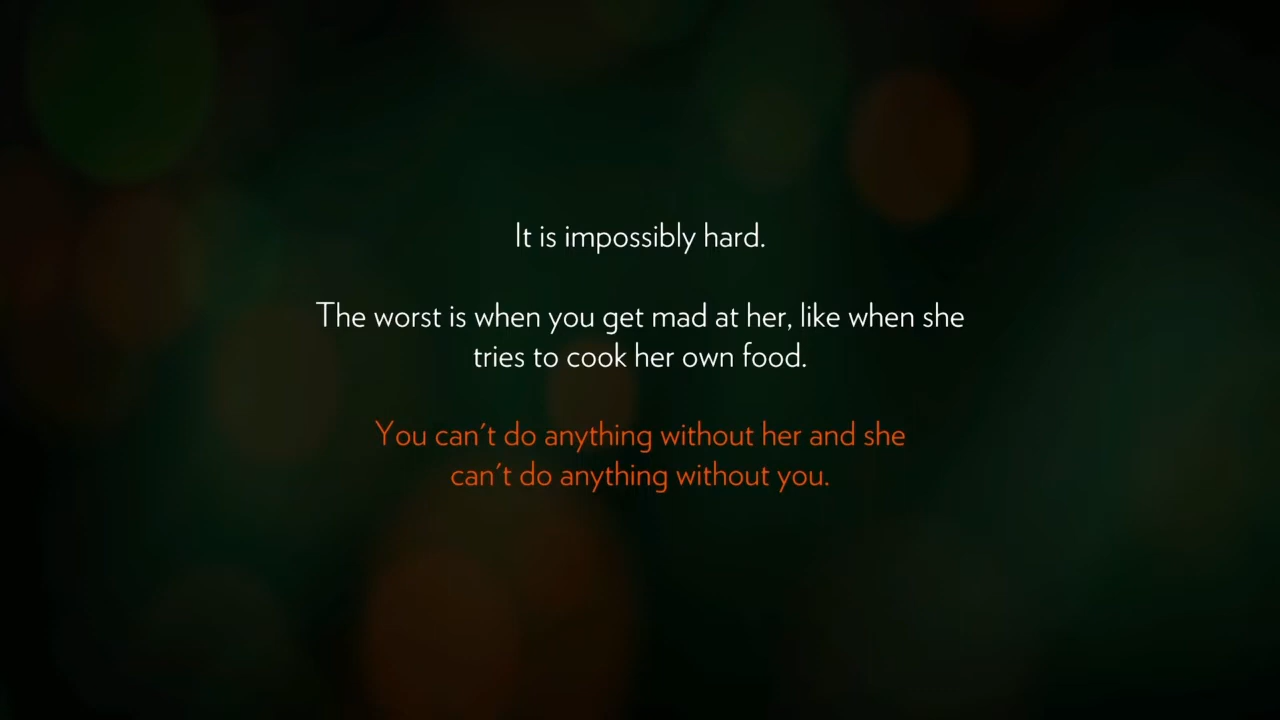 It is impossibly hard.
The worst is when you get mad at her, like when she
tries to cook her own food.
You can't do anything without her and she
can't do anything without you.